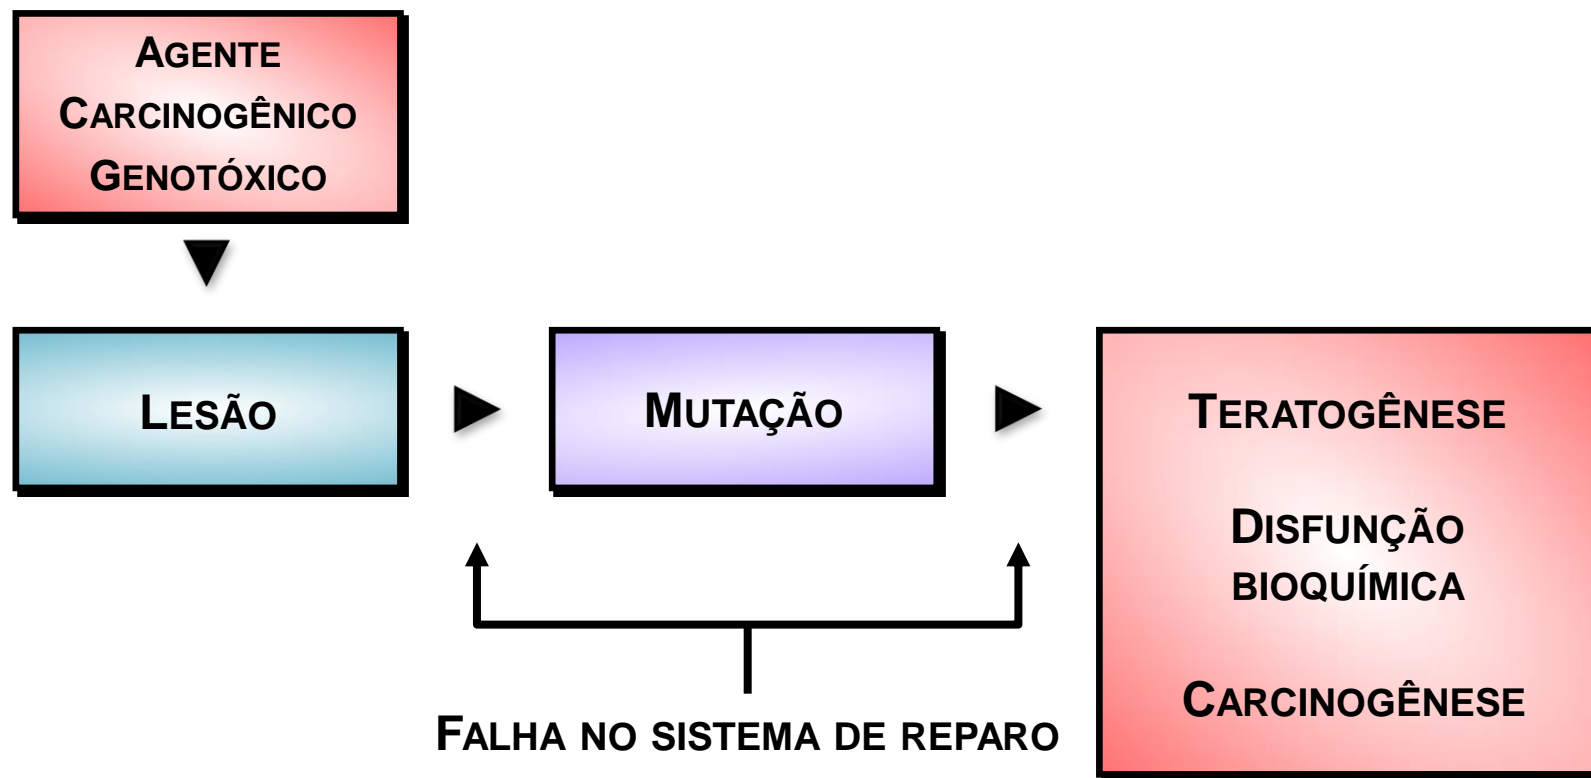 AGENTE
CARCINOGÊNICO
GENOTÓXICO
LESÃO
MUTAÇÃO
TERATOGÊNESE
DISFUNÇÃO
BIOQUÍMICA
CARCINOGÊNESE
FALHA NO SISTEMA DE REPARO